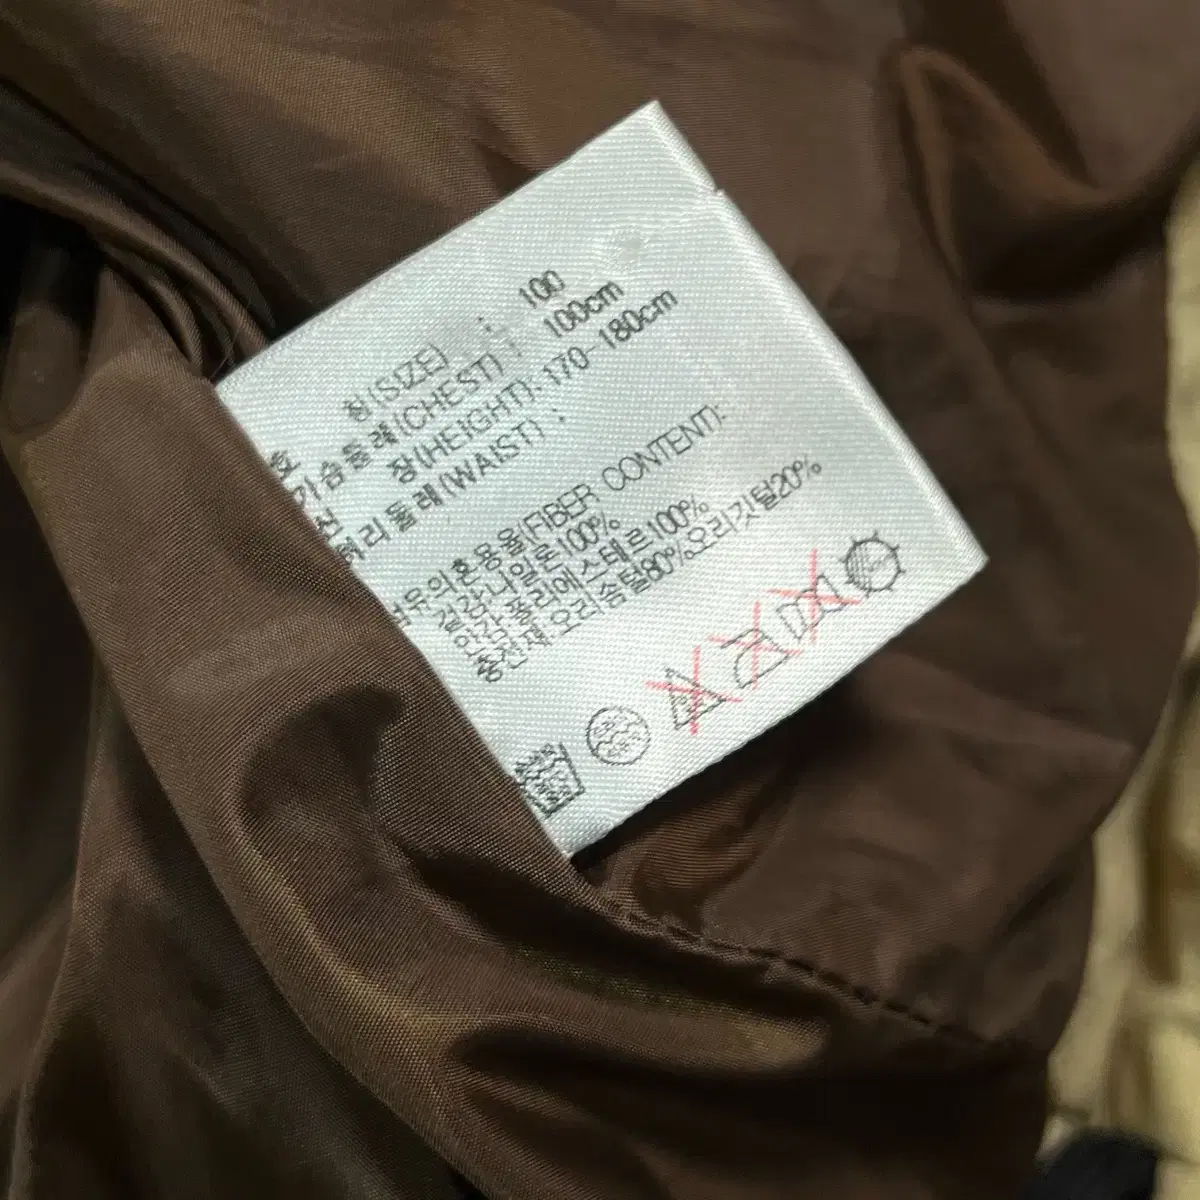 호 칭(SIZE) : 100
가슴둘레(CHEST) : 100cm
신 장(HEIGHT): 170-180cm
허리둘레(WAIST) :
섬유의혼용율(FIBER CONTENT):
겉감나일론100%
안감폴리에스테르100%
충전재 오리솜털80%오리깃털20%